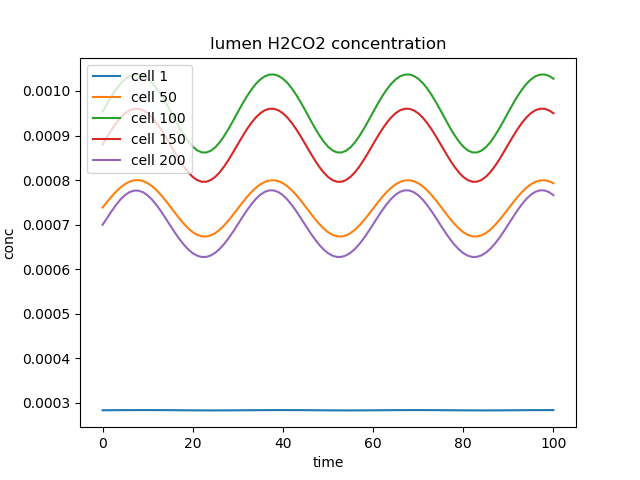 lumen H2CO2 concentration
cell 1
cell 50
cell 100
cell 150
cell 200
conc
0.0010
0.0009
0.0008
0.0007
0.0006
0.0005
0.0004
0.0003
0 20 40 60 80 100
time